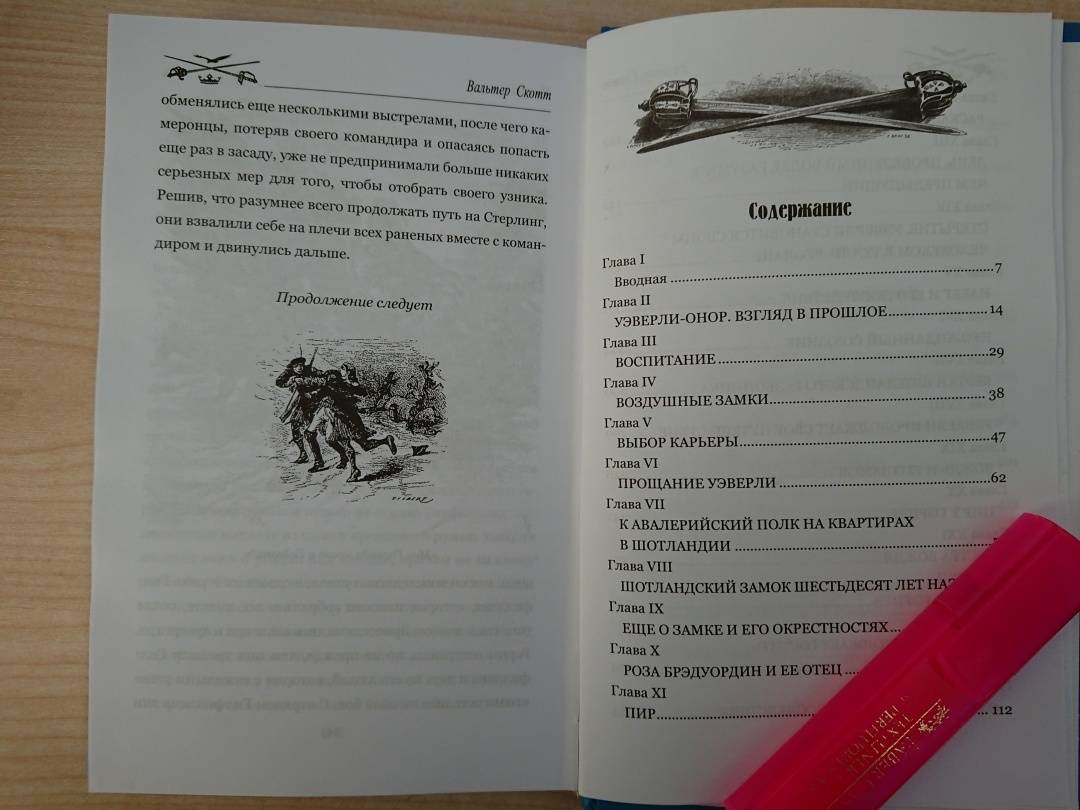 Вальтер Скотт
обменялись еще несколькими выстрелами, после чего ка-
меронцы, потеряв своего командира и опасаясь попасть
еще раз в засаду, уже не предпринимали больше никаких
серьезных мер для того, чтобы отобрать своего узника.
Решив, что разумнее всего продолжать путь на Стерлинг,
они взвалили себе на плечи всех раненых вместе с коман-
диром и двинулись дальше.
Продолжение следует
Содержание
Глава I
Вводная ........ 7
Глава II
УЭВЕРЛИ-ОНОР. ВЗГЛЯД В ПРОШЛОЕ ........ 14
Глава III
ВОСПИТАНИЕ ........ 29
Глава IV
ВОЗДУШНЫЕ ЗАМКИ ........ 38
Глава V
ВЫБОР КАРЬЕРЫ ........ 47
Глава VI
ПРОЩАНИЕ УЭВЕРЛИ ........ 62
Глава VII
К АВАЛЕРИЙСКИЙ ПОЛК НА КВАРТИРАХ
В ШОТЛАНДИИ ........
Глава VIII
ШОТЛАНДСКИЙ ЗАМОК ШЕСТЬДЕСЯТ ЛЕТ
Глава IX
ЕЩЕ О ЗАМКЕ И ЕГО ОКРЕСТНОСТЯХ ...
Глава X
РОЗА БРЭДУОРДИН И ЕЕ ОТЕЦ ....
Глава XI
ПИР ........ 112